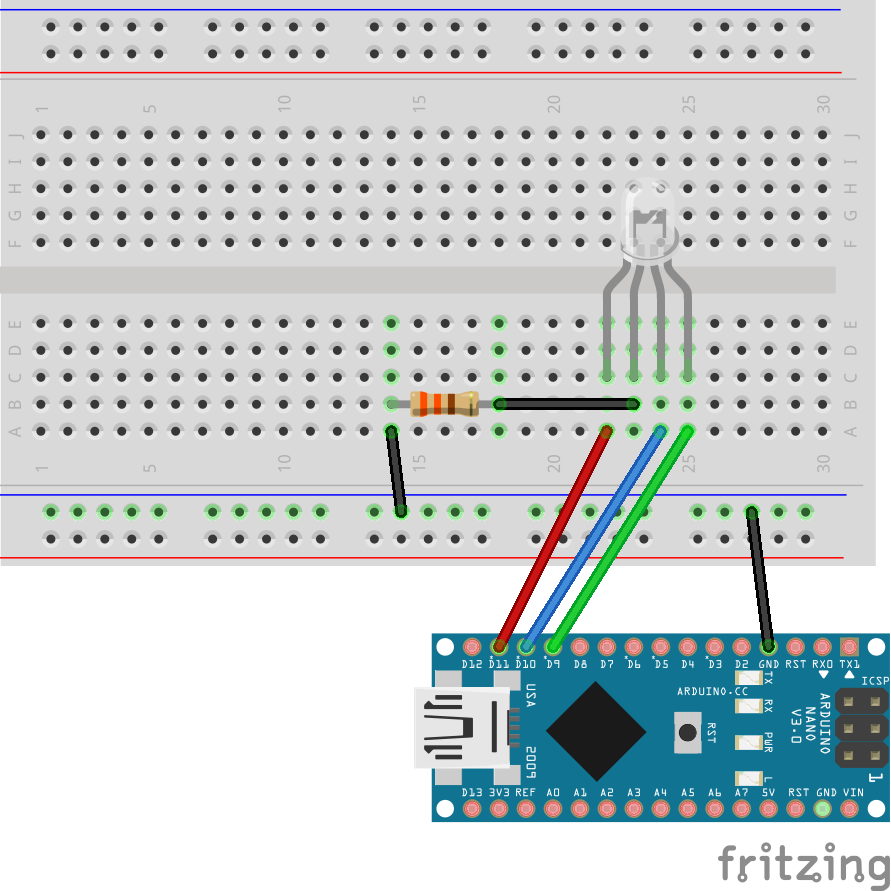 1 5 10 15 20 25 30
J J
I I
H H
G G
F F
E E
D D
C C
B B
A A
1 5 10 15 20 25 30
D12 D11 D10 D9 D8 D7 D6 D5 D4 D3 D2 GND RST RX0 TX1
USA
2009
ARDUINO.CC
RST
TX
RX
PWR
L
ARDUINO
NANO
V3.0
ICSP
1
D13 3V3 REF A0 A1 A2 A3 A4 A5 A6 A7 5V RST GND VIN
fritzing